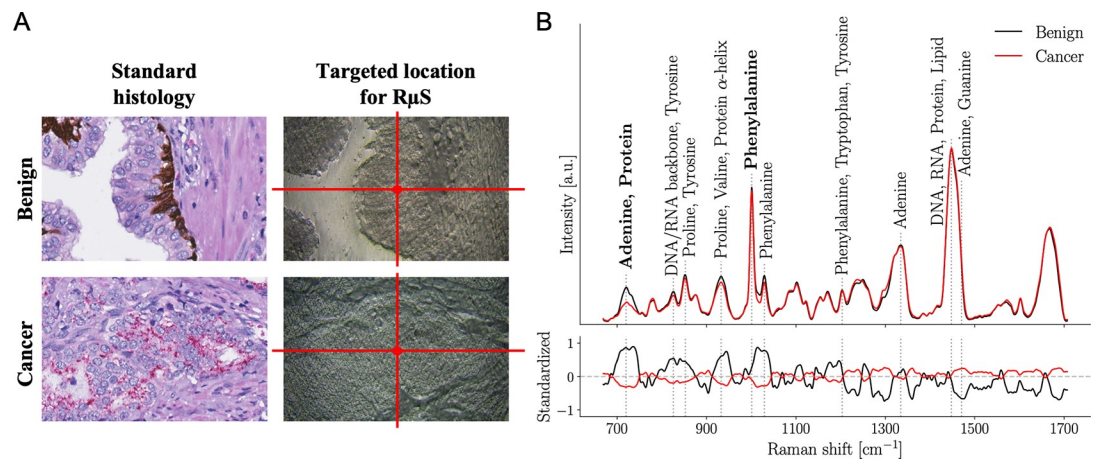 A
Standard
histology
Targeted location
for RμS
Benign
Cancer
B
Intensity [a.u.]
Adenine, Protein
DNA/RNA backbone, Tyrosine
Proline, Tyrosine
Proline, Valine, Protein α-helix
Phenylalanine
Phenylalanine
Phenylalanine, Tryptophan, Tyrosine
Adenine
DNA, RNA, Protein, Lipid
Adenine, Guanine
Benign
Cancer
Standardized
1
0
−1
700
900
1100
1300
1500
1700
Raman shift [cm⁻¹]